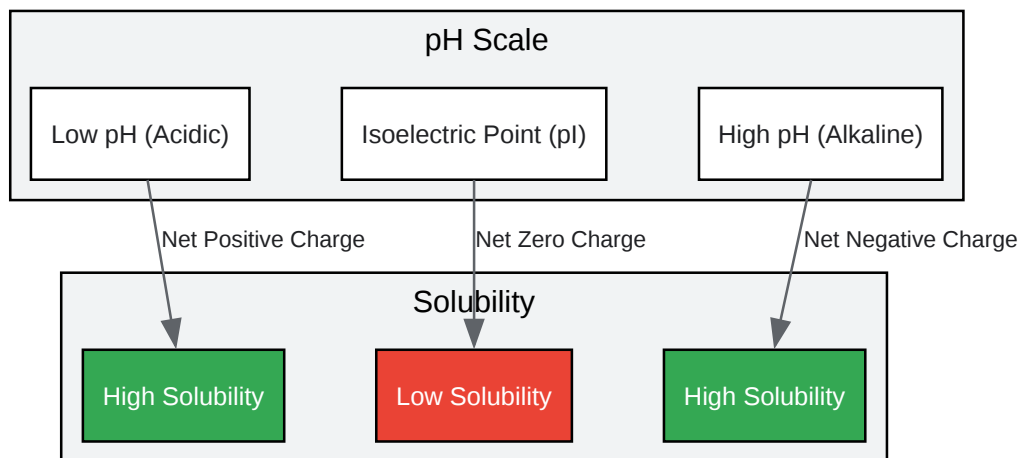 pH Scale
Low pH (Acidic)
Isoelectric Point (pI)
High pH (Alkaline)
Net Positive Charge
Net Zero Charge
Net Negative Charge
Solubility
High Solubility
Low Solubility
High Solubility